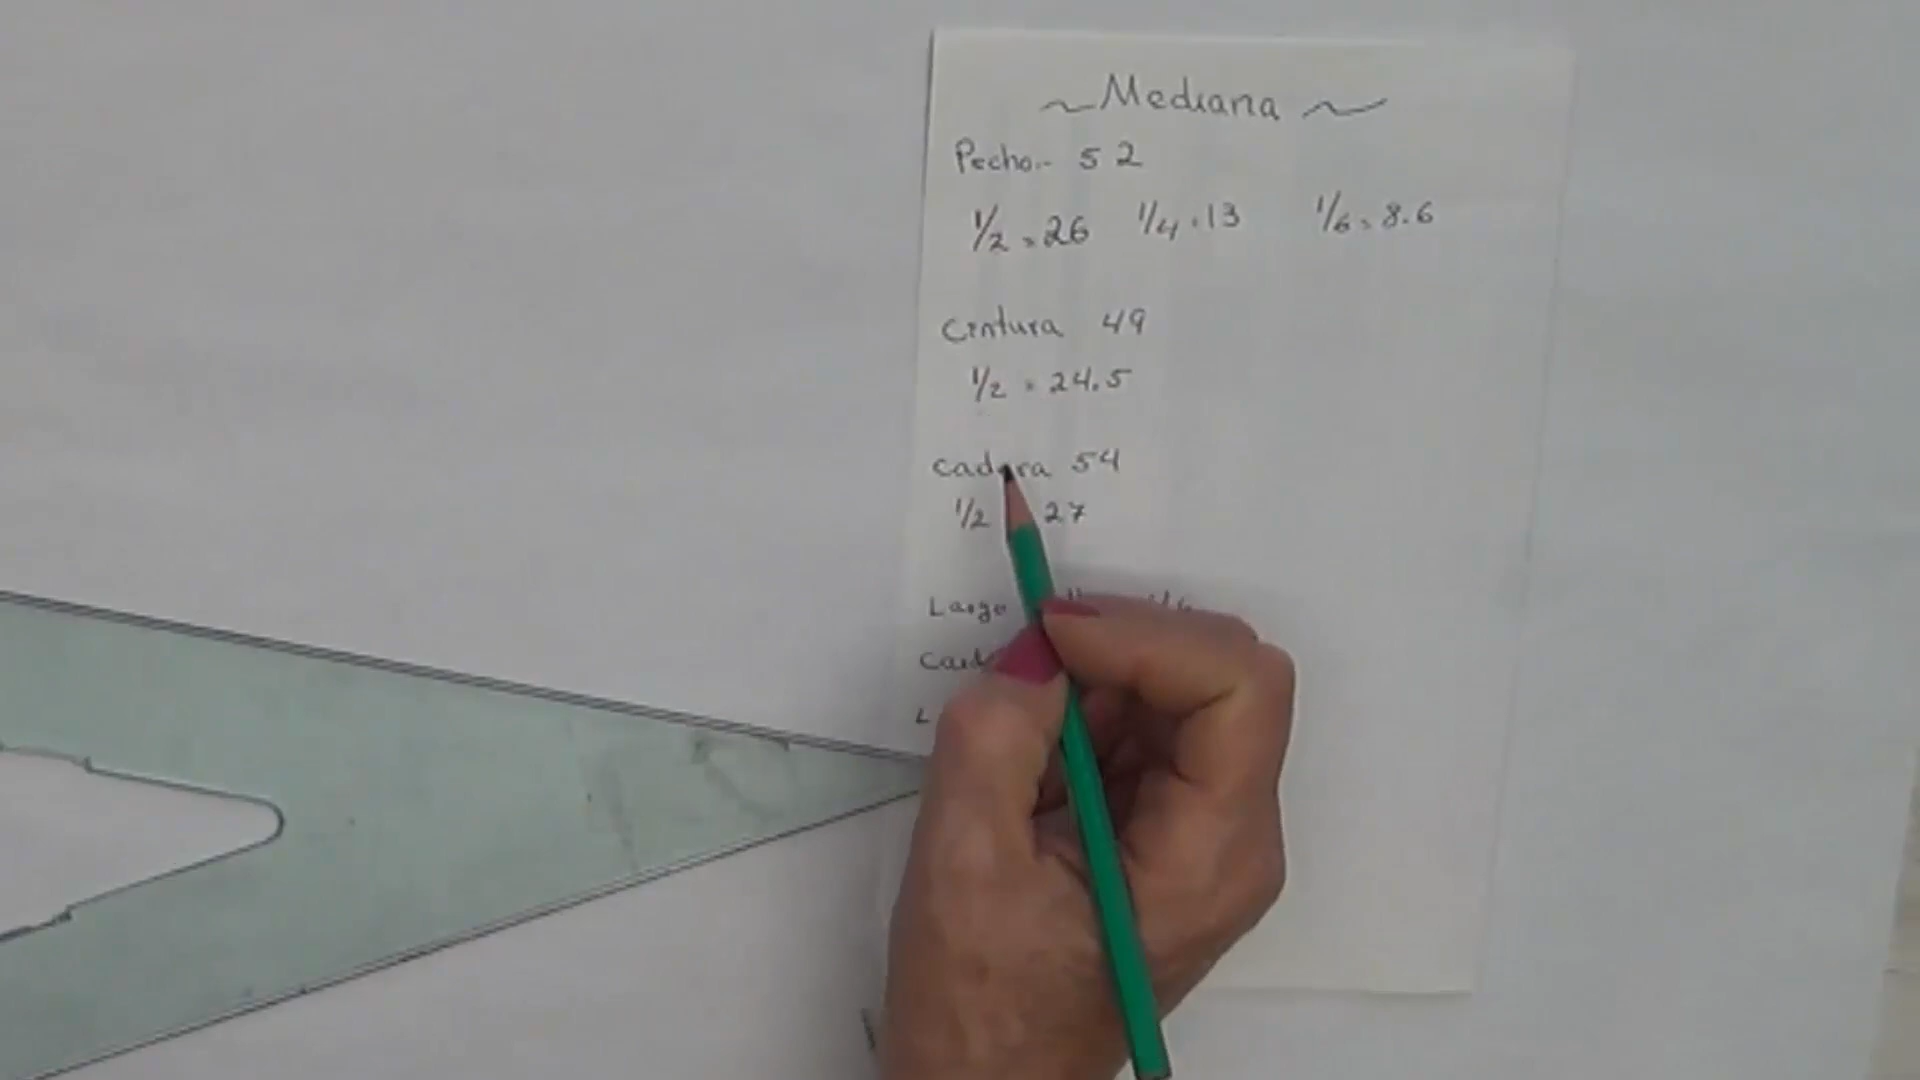 ~ Mediana ~
Pecho.- 52
1/2 = 26 1/4 = 13 1/6 = 8.6
Cintura 49
1/2 = 24.5
cadera 54
1/2 27
Largo